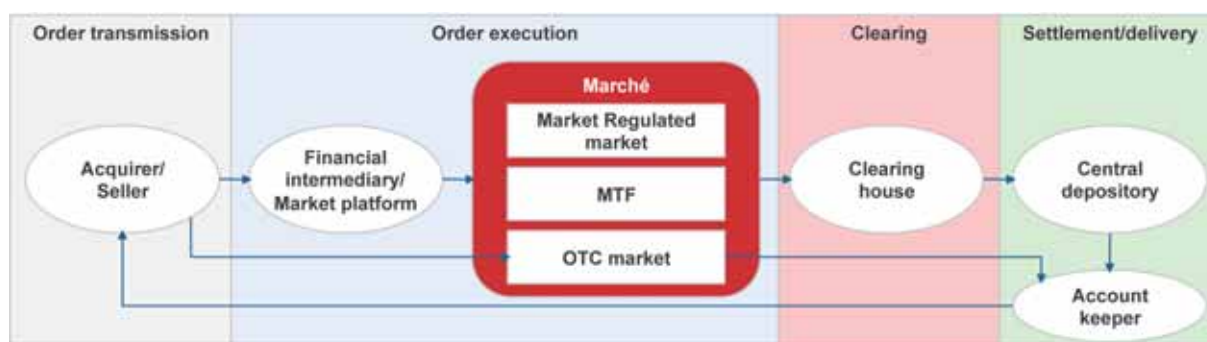 Order transmission
Order execution
Clearing
Settlement/delivery
Marché
Market Regulated
market
MTF
OTC market
Acquirer/
Seller
Financial
intermediary/
Market platform
Clearing
house
Central
depository
Account
keeper